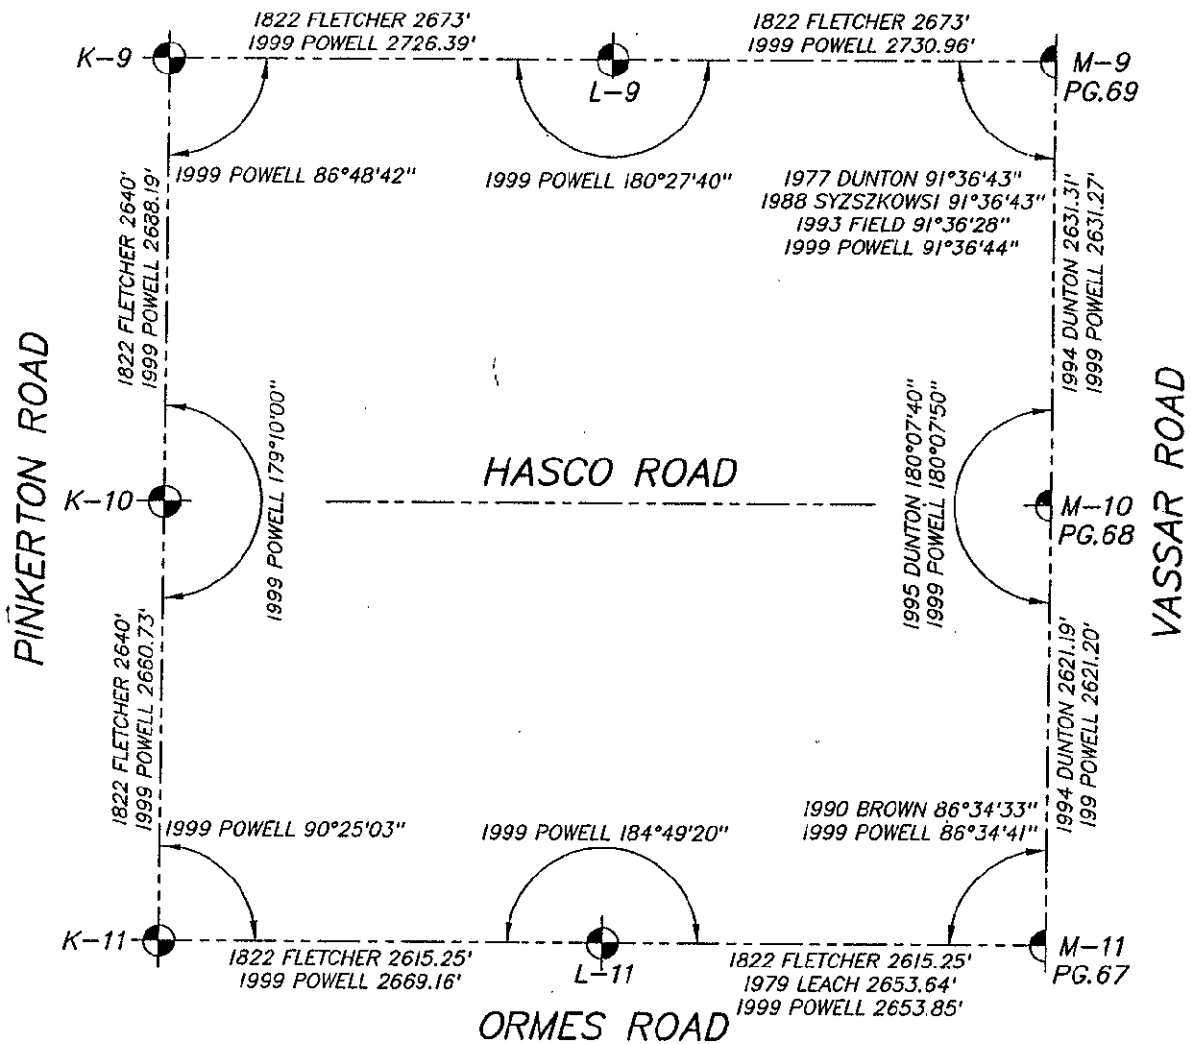 1822 FLETCHER 2673'
1999 POWELL 2726.39'
1822 FLETCHER 2673'
1999 POWELL 2730.96'
K-9
L-9
M-9
PG.69
1999 POWELL 86°48'42"
1999 POWELL 180°27'40"
1977 DUNTON 91°36'43"
1988 SYZSZKOWSI 91°36'43"
1993 FIELD 91°36'28"
1999 POWELL 91°36'44"
1822 FLETCHER 2640'
1999 POWELL 2688.19'
1994 DUNTON 2631.31'
1999 POWELL 2631.27'
PINKERTON ROAD
K-10
1999 POWELL 179°10'00"
HASCO ROAD
1995 DUNTON 180°07'40"
1999 POWELL 180°07'50"
M-10
PG.68
VASSAR ROAD
1822 FLETCHER 2640'
1999 POWELL 2660.73'
1994 DUNTON 2621.19'
199 POWELL 2621.20'
1999 POWELL 90°25'03"
1999 POWELL 184°49'20"
1990 BROWN 86°34'33"
1999 POWELL 86°34'41"
K-11
L-11
M-11
PG.67
1822 FLETCHER 2615.25'
1999 POWELL 2669.16'
1822 FLETCHER 2615.25'
1979 LEACH 2653.64'
1999 POWELL 2653.85'
ORMES ROAD